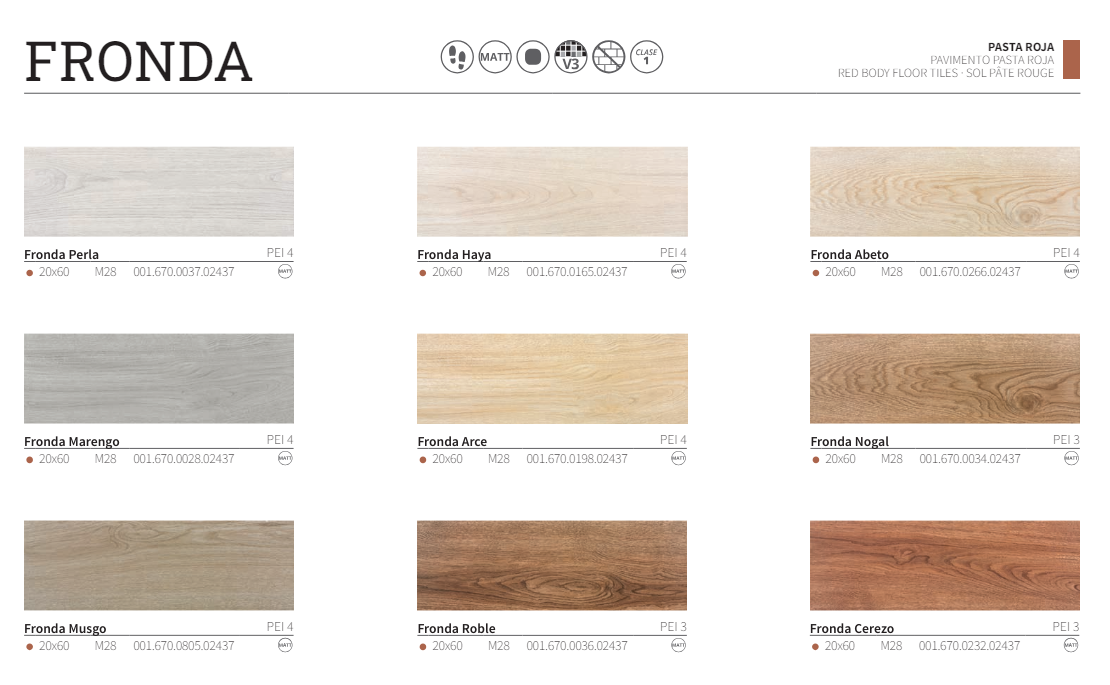 FRONDA
MATT
V3
CLASE
1
PASTA ROJA
PAVIMENTO PASTA ROJA
RED BODY FLOOR TILES · SOL PÂTE ROUGE
Fronda Perla PEI 4
20x60 M28 001.670.0037.02437 MATT
Fronda Haya PEI 4
20x60 M28 001.670.0165.02437 MATT
Fronda Abeto PEI 4
20x60 M28 001.670.0266.02437 MATT
Fronda Marengo PEI 4
20x60 M28 001.670.0028.02437 MATT
Fronda Arce PEI 4
20x60 M28 001.670.0198.02437 MATT
Fronda Nogal PEI 3
20x60 M28 001.670.0034.02437 MATT
Fronda Musgo PEI 4
20x60 M28 001.670.0805.02437 MATT
Fronda Roble PEI 3
20x60 M28 001.670.0036.02437 MATT
Fronda Cerezo PEI 3
20x60 M28 001.670.0232.02437 MATT